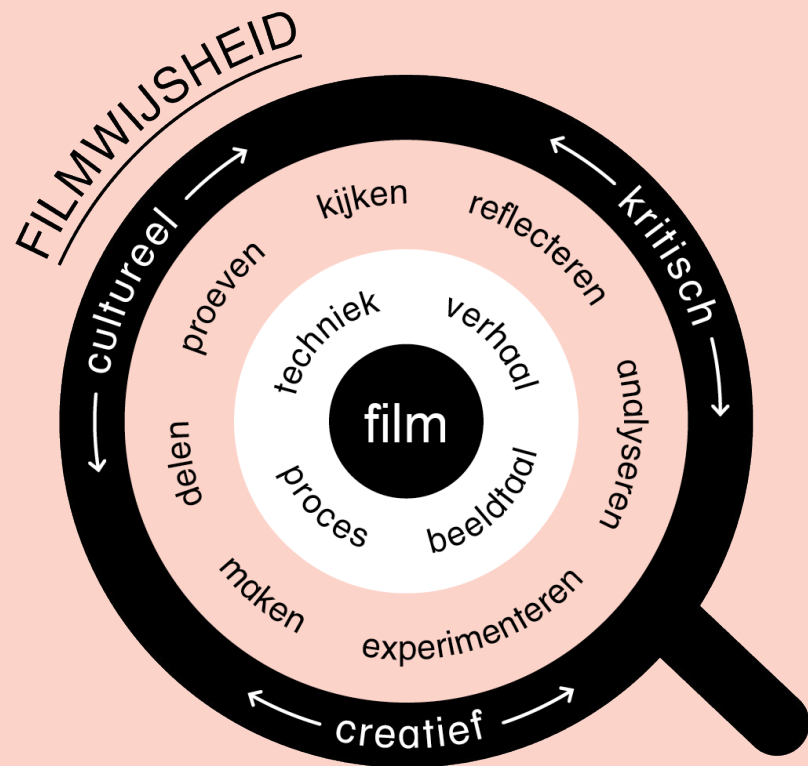 FILMWIJSHEID
cultureel
kritisch
creatief
kijken
reflecteren
analyseren
experimenteren
maken
delen
proeven
techniek
verhaal
beeldtaal
proces
film